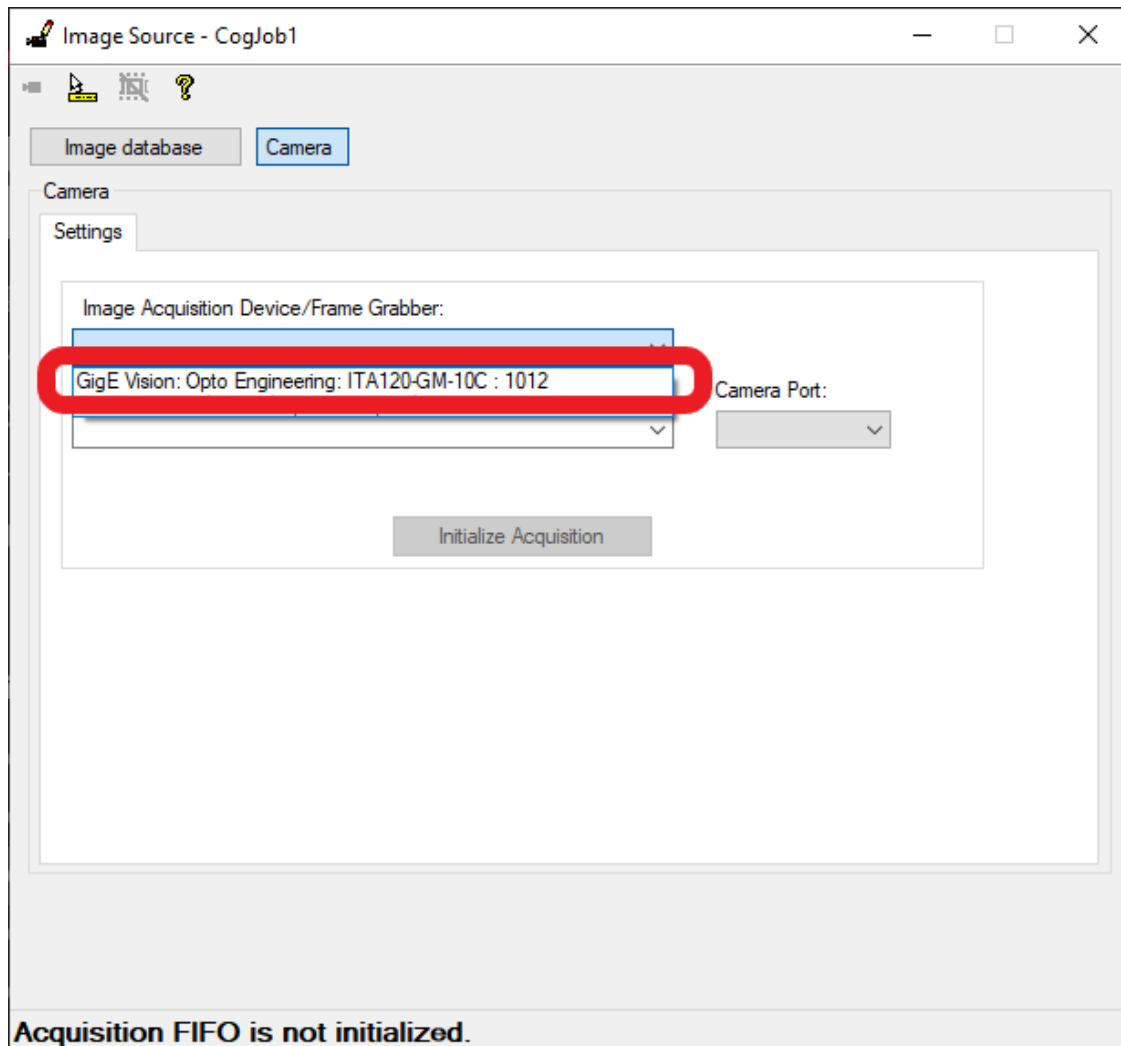 Image Source - CogJob1
Image database
Camera
Camera
Settings
Image Acquisition Device/Frame Grabber:
GigE Vision: Opto Engineering: ITA120-GM-10C : 1012
Camera Port:
Initialize Acquisition
Acquisition FIFO is not initialized.